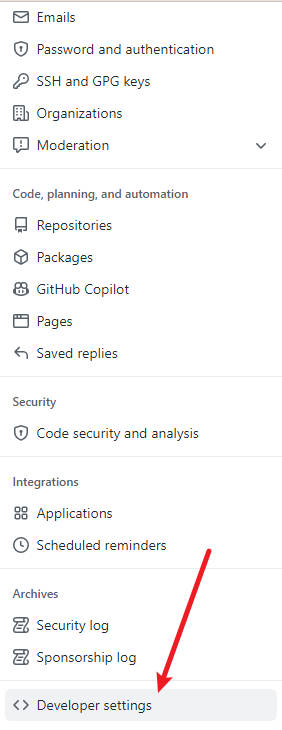 Emails
Password and authentication
SSH and GPG keys
Organizations
Moderation
Code, planning, and automation
Repositories
Packages
GitHub Copilot
Pages
Saved replies
Security
Code security and analysis
Integrations
Applications
Scheduled reminders
Archives
Security log
Sponsorship log
Developer settings